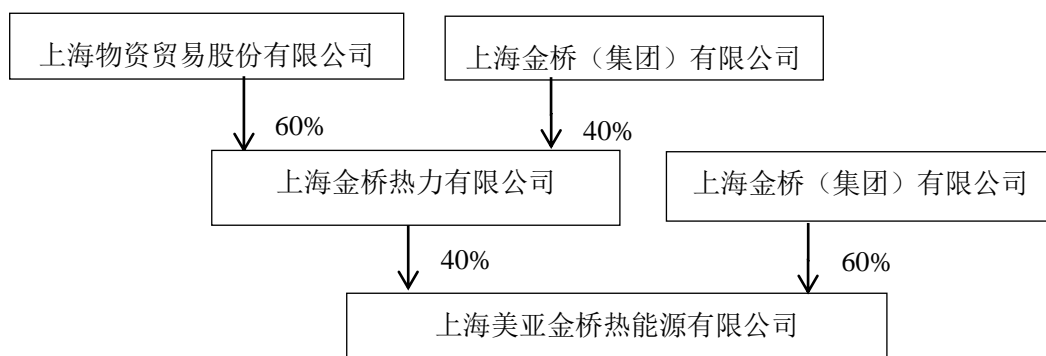 上海物资贸易股份有限公司
上海金桥（集团）有限公司
60%
40%
上海金桥热力有限公司
上海金桥（集团）有限公司
40%
60%
上海美亚金桥热能源有限公司